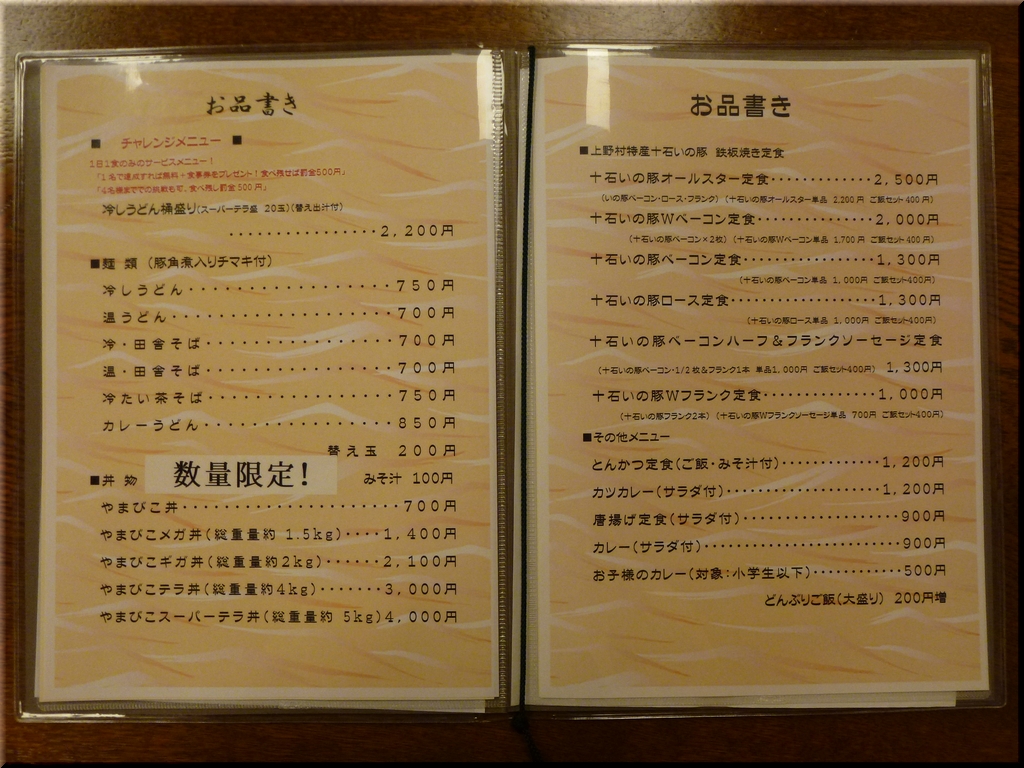 お品書き
■ チャレンジメニュー ■
1日1食のみのサービスメニュー！
「1名で達成すれば無料＋食事券をプレゼント！食べ残せば罰金500円」
「4名様まででの挑戦も可、食べ残し罰金500円」
冷しうどん桶盛り(スーパーテラ盛 20玉)(替え出汁付)
················2,200円
■麺 類 (豚角煮入りチマキ付)
冷しうどん··················750円
温うどん····················700円
冷・田舎そば·················700円
温・田舎そば·················700円
冷たい茶そば·················750円
カレーうどん·················850円
替え玉 200円
■丼 物 数量限定！ みそ汁 100円
やまびこ丼···················700円
やまびこメガ丼(総重量約 1.5kg)····1,400円
やまびこギガ丼(総重量約2kg)······2,100円
やまびこテラ丼(総重量約4kg)·······3,000円
やまびこスーパーテラ丼(総重量約 5kg)4,000円
お品書き
■上野村特産十石いの豚 鉄板焼き定食
十石いの豚オールスター定食·············2,500円
(いの豚ベーコン・ロース・フランク) (十石いの豚オールスター単品 2,200円 ご飯セット400円)
十石いの豚Wベーコン定食··············2,000円
(十石いの豚ベーコン×2枚) (十石いの豚Wベーコン単品 1,700円 ご飯セット400円)
十石いの豚ベーコン定食···············1,300円
(十石いの豚ベーコン単品 1,000円 ご飯セット400円)
十石いの豚ロース定食·················1,300円
(十石いの豚ロース単品 1,000円 ご飯セット400円)
十石いの豚ベーコンハーフ＆フランクソーセージ定食
(十石いの豚ベーコン・1/2枚＆フランク1本 単品1,000円 ご飯セット400円) 1,300円
十石いの豚Wフランク定食··············1,000円
(十石いの豚フランク2本) (十石いの豚Wフランクソーセージ単品 700円 ご飯セット400円)
■その他メニュー
とんかつ定食(ご飯・みそ汁付)············1,200円
カツカレー(サラダ付)···················1,200円
唐揚げ定食(サラダ付)····················900円
カレー(サラダ付)························900円
お子様のカレー(対象：小学生以下)···········500円
どんぶりご飯(大盛り) 200円増